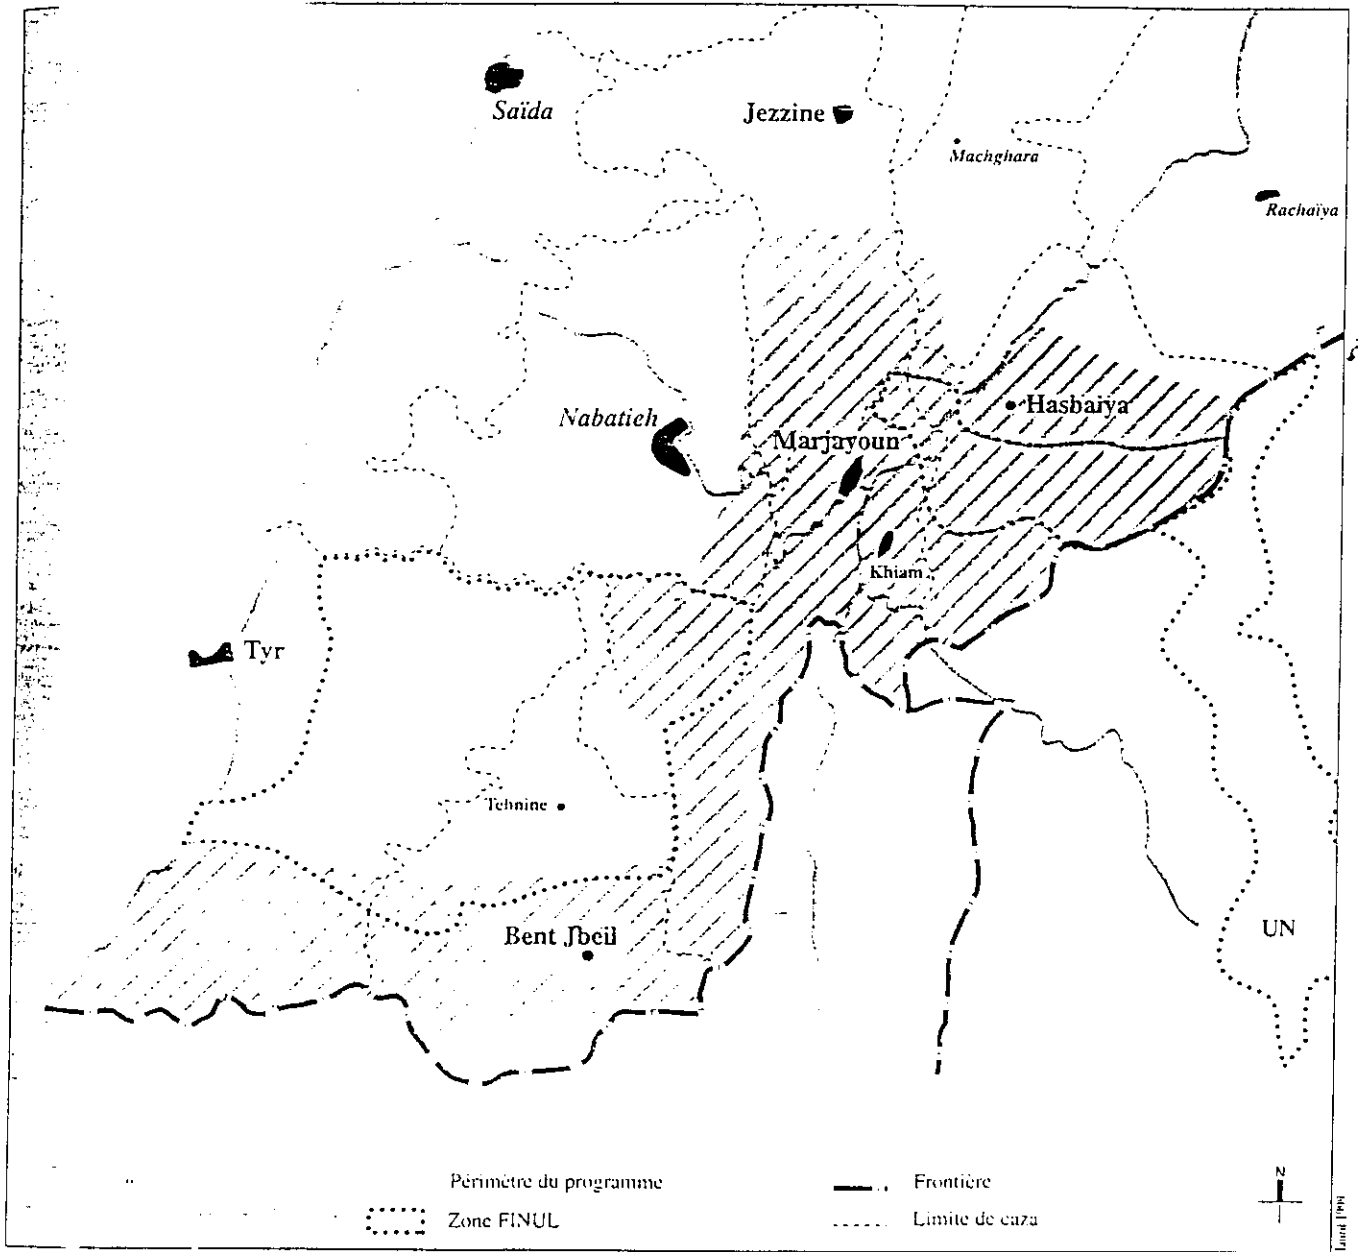 Saïda
Jezzine
Machghara
Rachaïya
Hasbaiya
Nabatieh
Marjayoun
Khiam
Tyr
Tebnine
Bent Jbeil
UN
Périmètre du programme
Frontière
N
Zone FINUL
Limite de caza